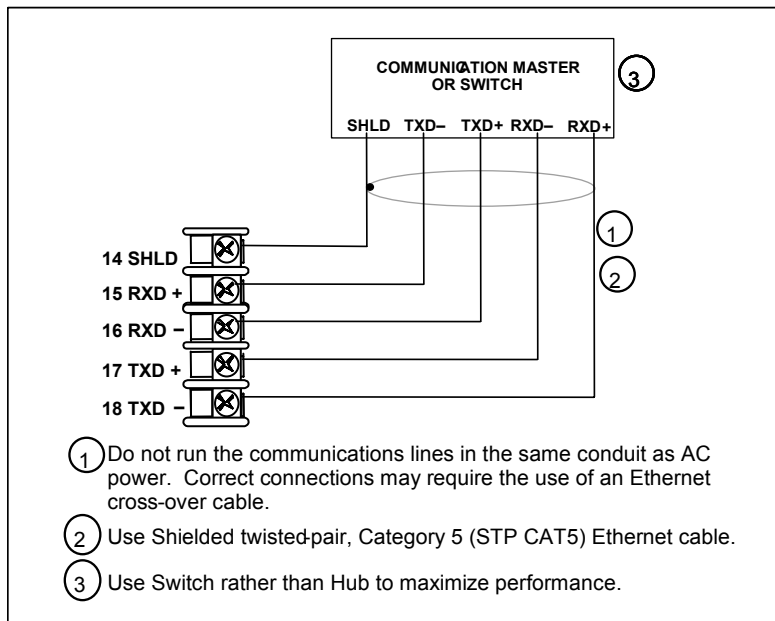 COMMUNICATION MASTER
OR SWITCH
3
SHLD TXD– TXD+ RXD– RXD+
1
2
14 SHLD
15 RXD +
16 RXD –
17 TXD +
18 TXD –
1 Do not run the communications lines in the same conduit as AC
power. Correct connections may require the use of an Ethernet
cross-over cable.
2 Use Shielded twisted-pair, Category 5 (STP CAT5) Ethernet cable.
3 Use Switch rather than Hub to maximize performance.